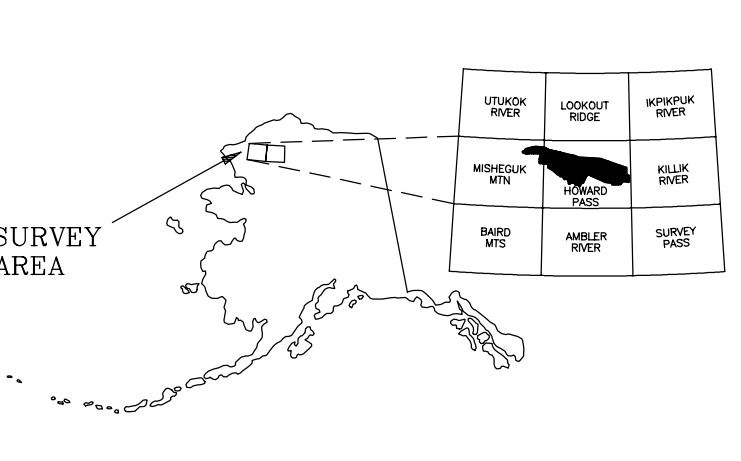 UTUKOK
RIVER
LOOKOUT
RIDGE
IKPIKPUK
RIVER
MISHEGUK
MTN
HOWARD
PASS
KILLIK
RIVER
BAIRD
MTS
AMBLER
RIVER
SURVEY
PASS
SURVEY
AREA